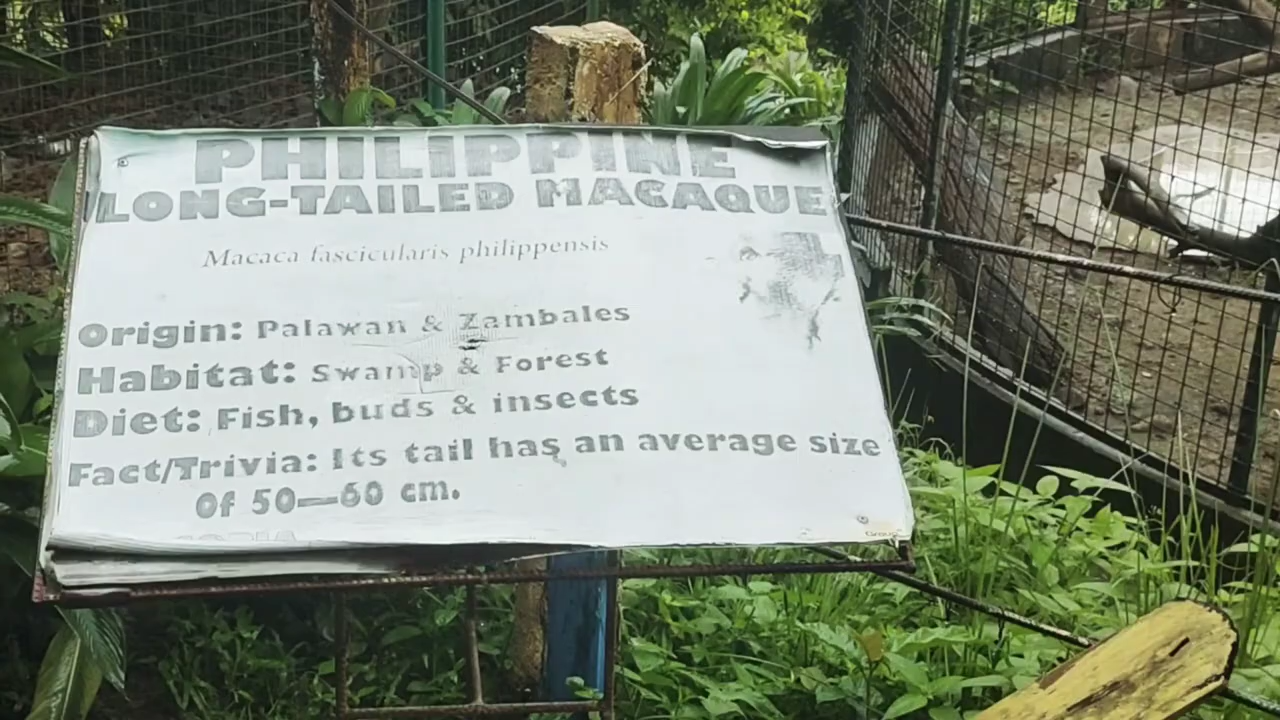 PHILIPPINE
LONG-TAILED MACAQUE
Macaca fascicularis philippensis
Origin: Palawan & Zambales
Habitat: Swamp & Forest
Diet: Fish, buds & insects
Fact/Trivia: Its tail has an average size
Of 50—60 cm.